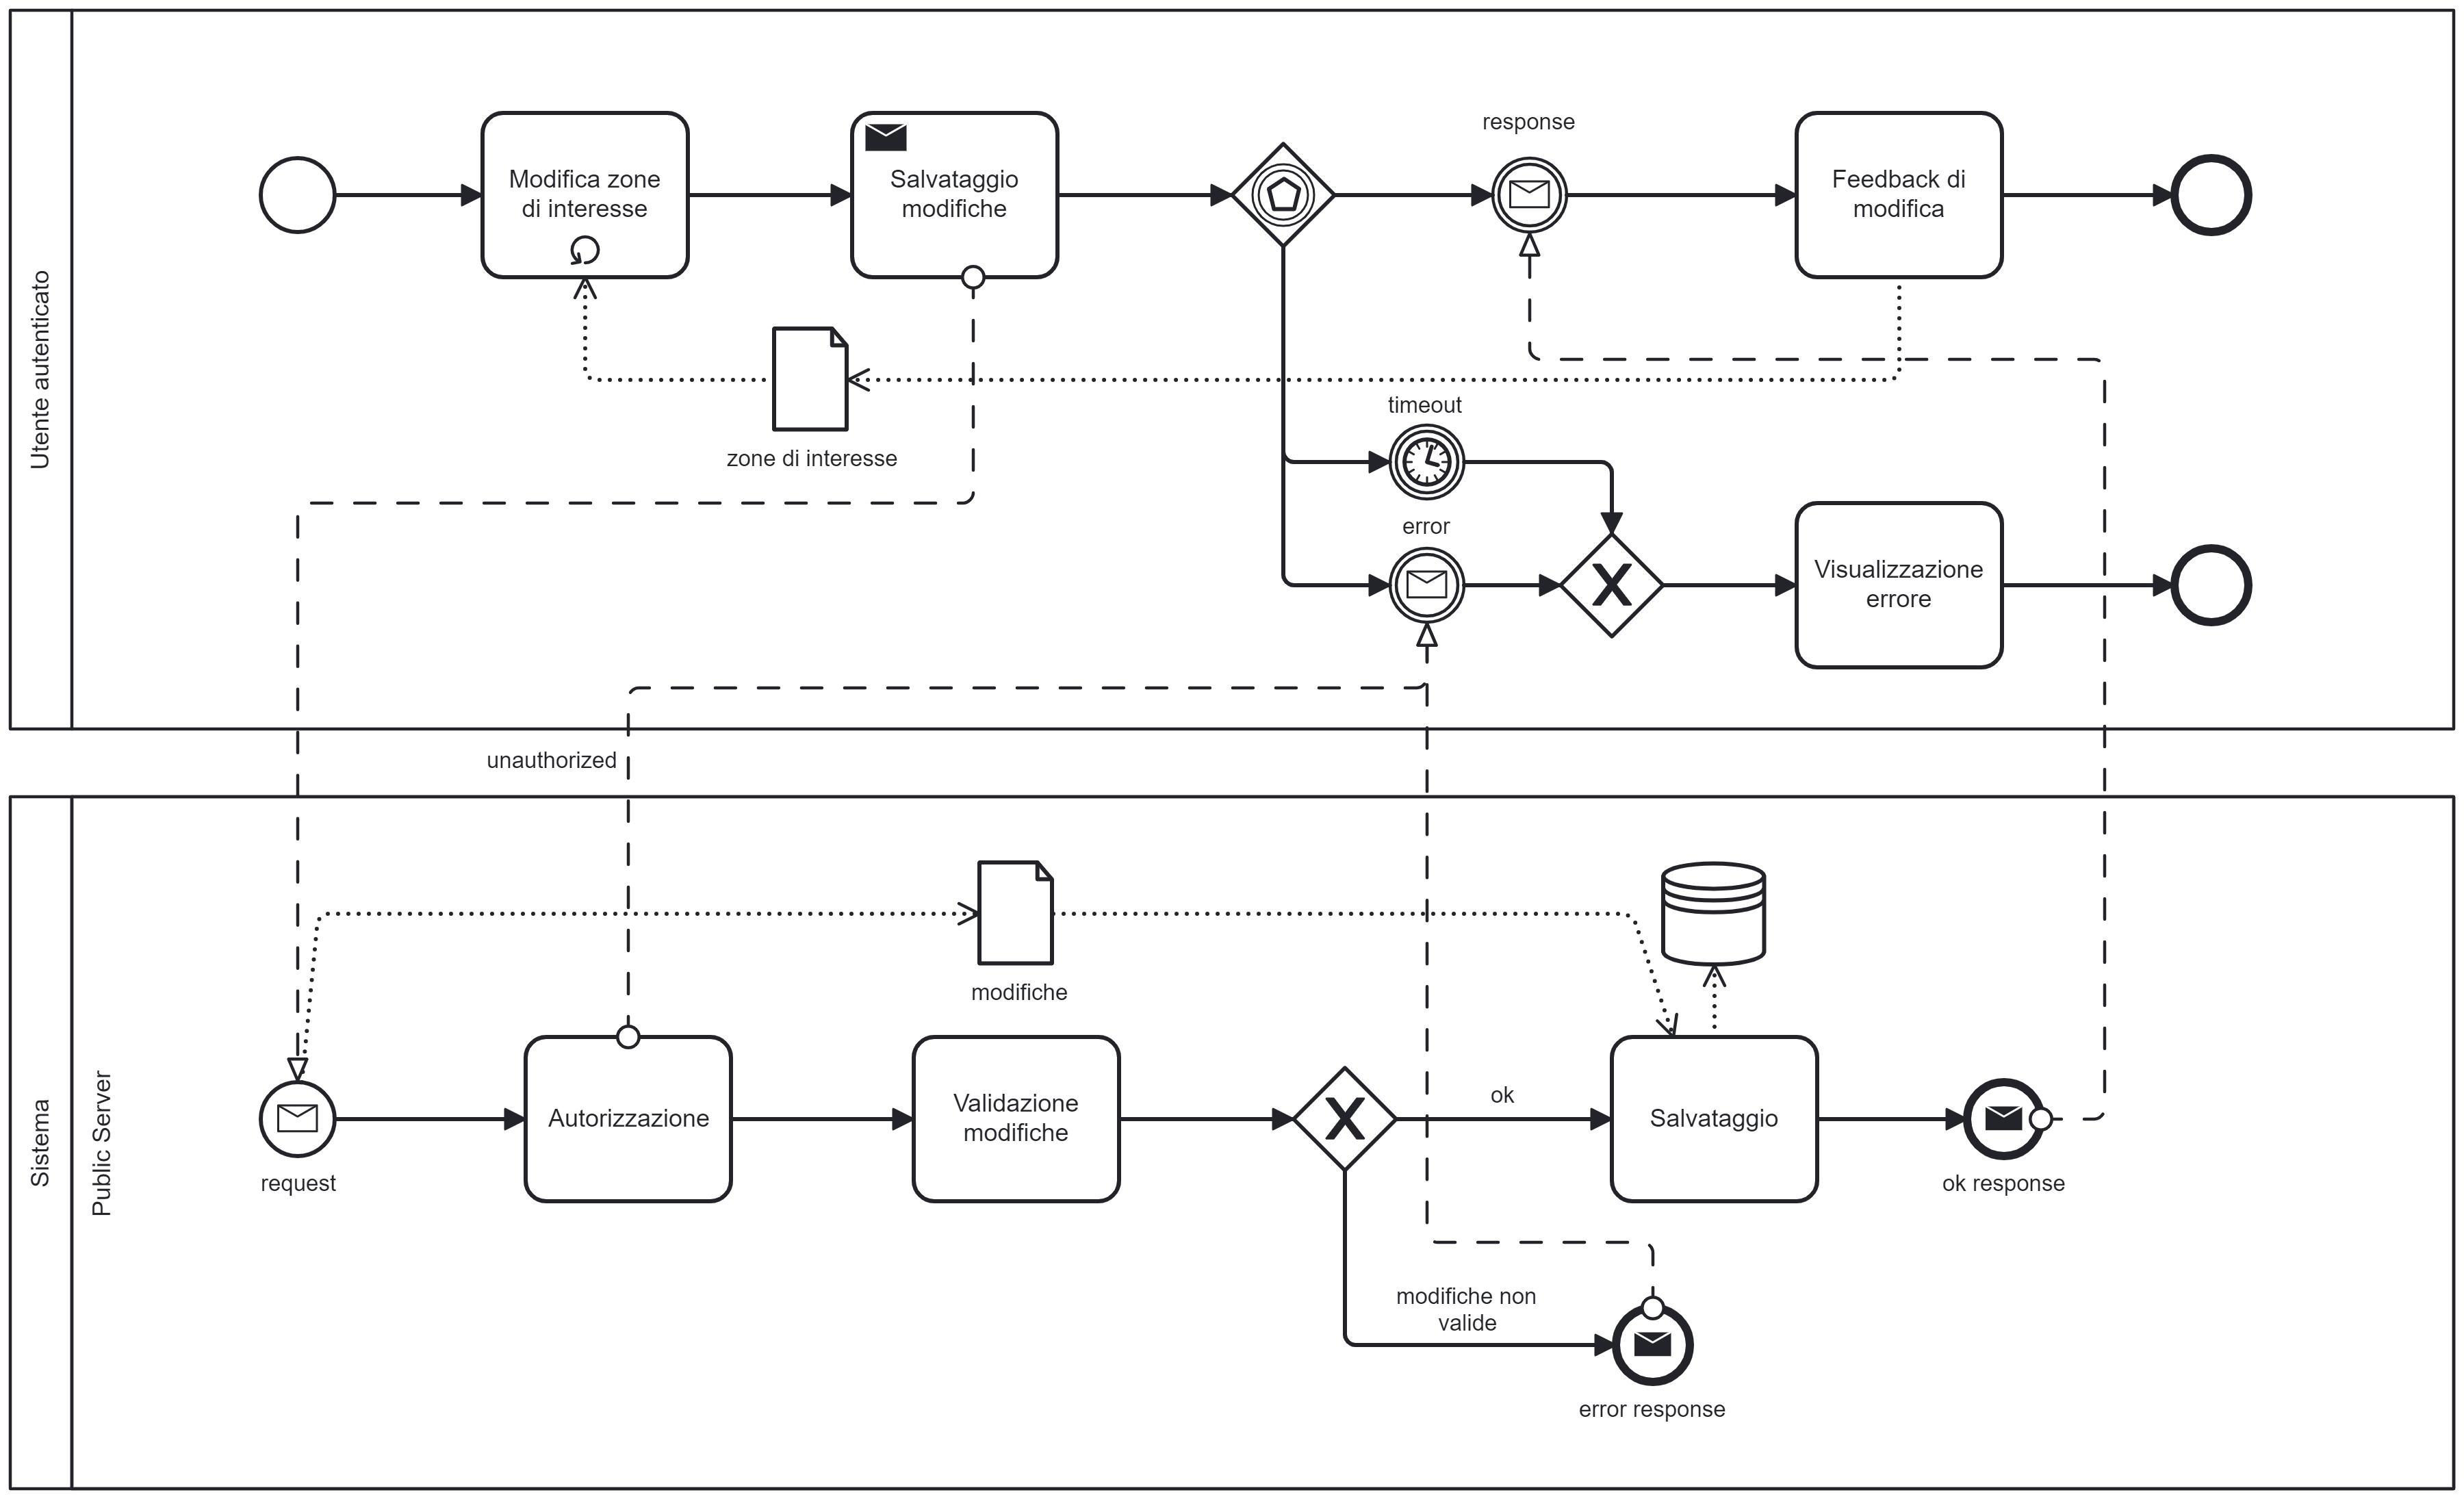 Utente autenticato
Modifica zone
di interesse
Salvataggio
modifiche
response
Feedback di
modifica
zone di interesse
timeout
error
Visualizzazione
errore
unauthorized
Sistema
Public Server
modifiche
request
Autorizzazione
Validazione
modifiche
ok
Salvataggio
ok response
modifiche non
valide
error response